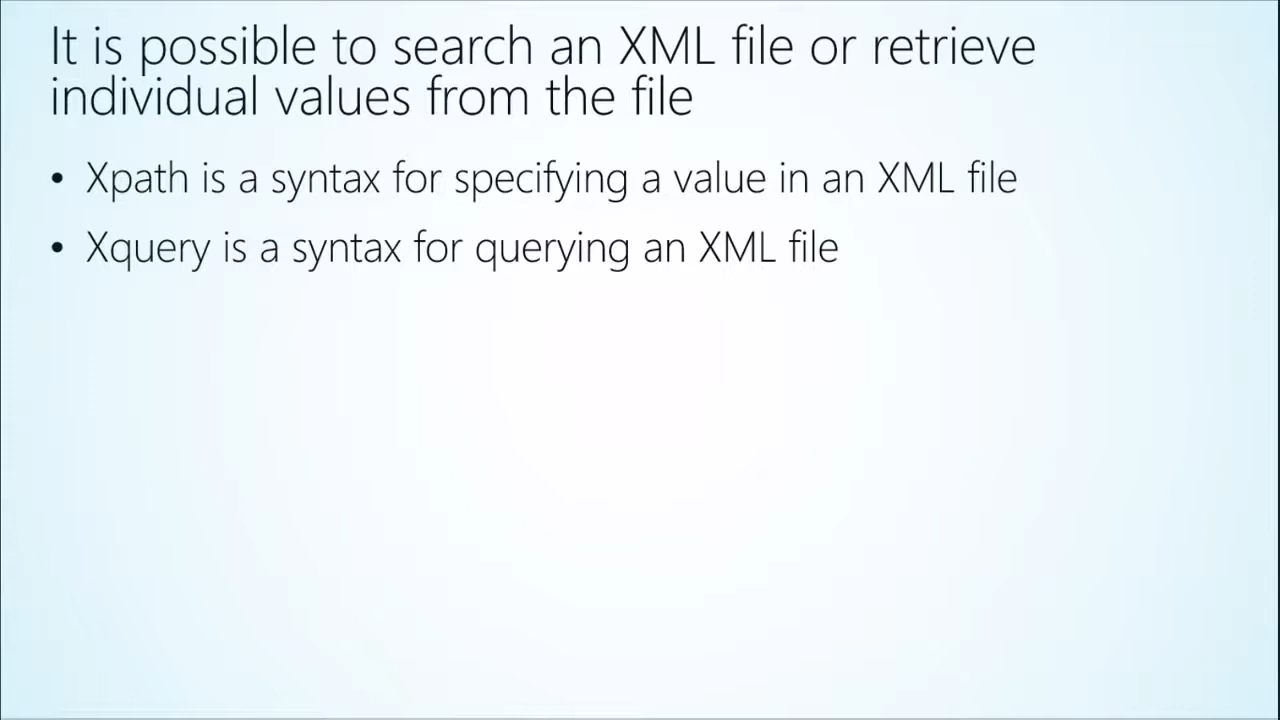 It is possible to search an XML file or retrieve
individual values from the file
• Xpath is a syntax for specifying a value in an XML file
• Xquery is a syntax for querying an XML file